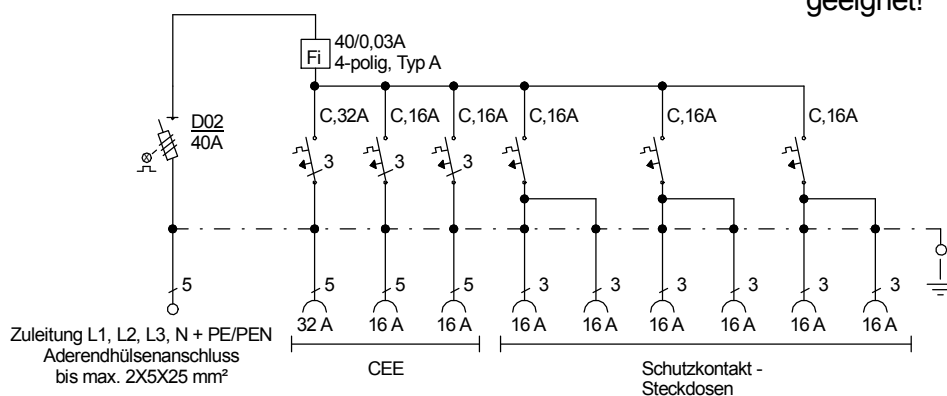 geeignet!
40/0,03A
Fi
4-polig, Typ A
D02
40A
C,32A
C,16A
C,16A
C,16A
C,16A
C,16A
3
3
3
5
5
5
5
3
3
3
3
3
3
32 A
16 A
16 A
16 A
16 A
16 A
16 A
16 A
16 A
Zuleitung L1, L2, L3, N + PE/PEN
Aderendhülsenanschluss
bis max. 2X5X25 mm²
CEE
Schutzkontakt -
Steckdosen